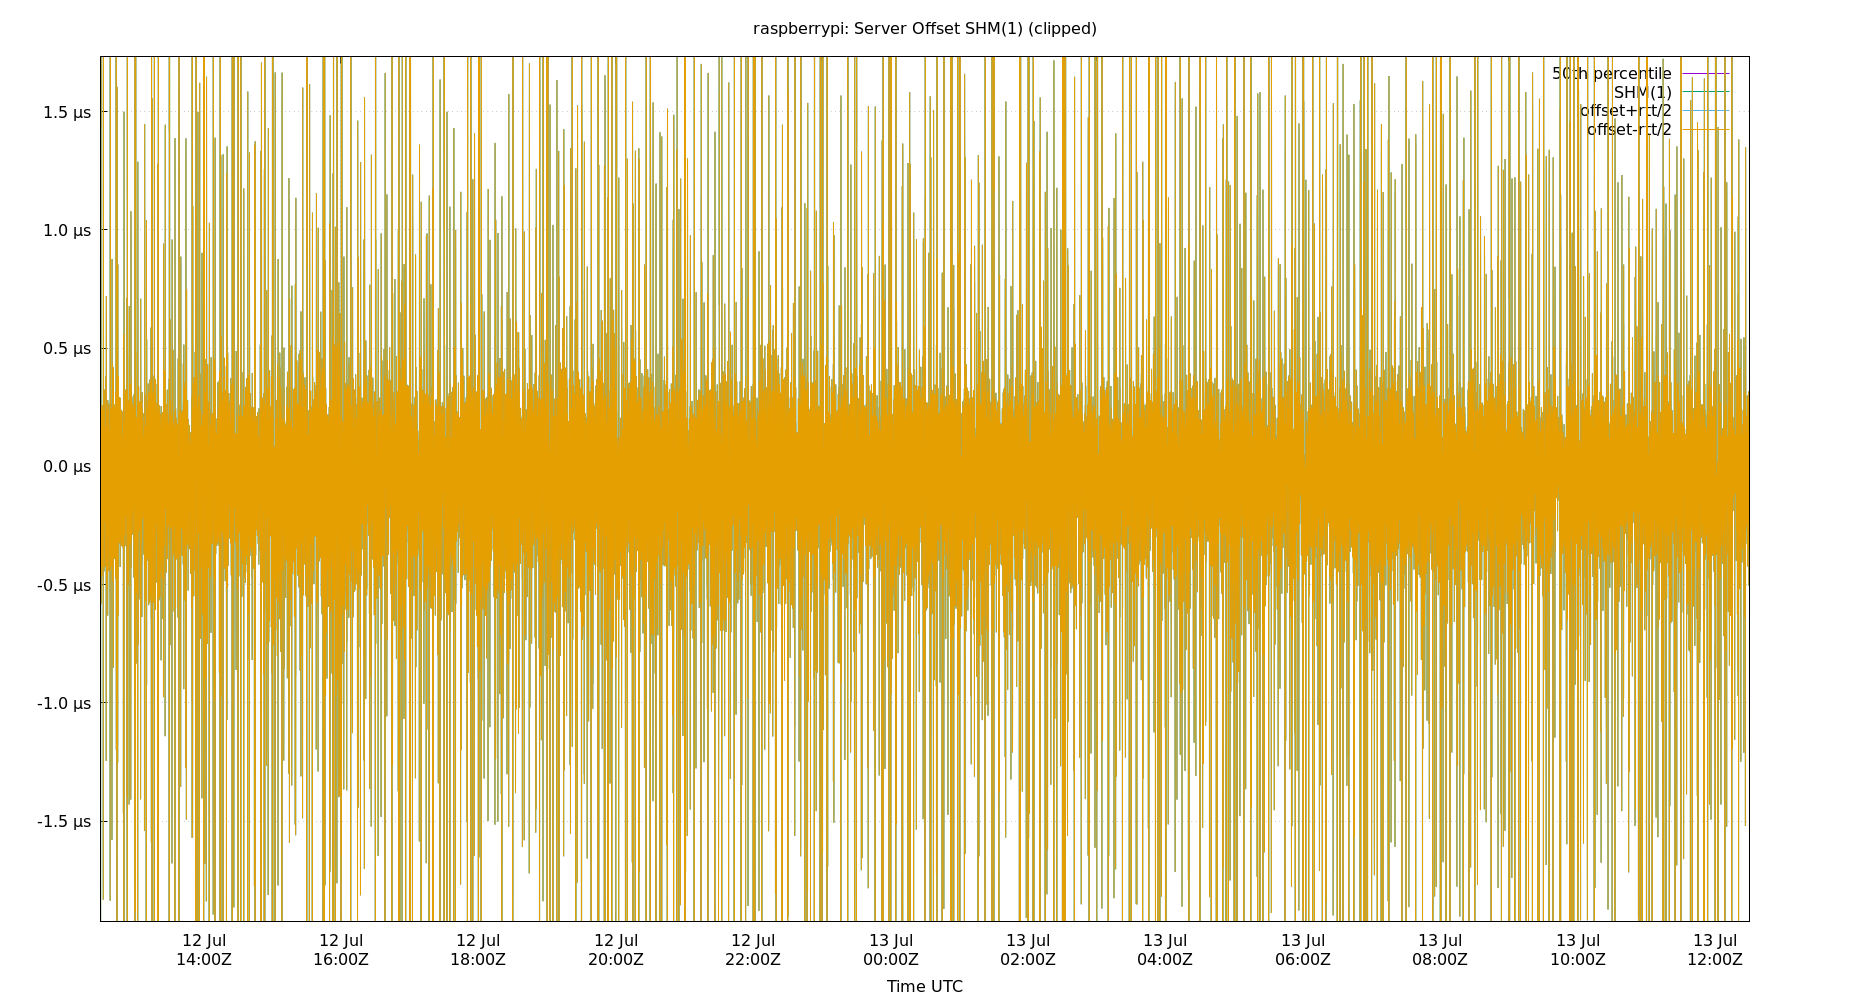 raspberrypi: Server Offset SHM(1) (clipped)
50th percentile
SHM(1)
offset+rtt/2
offset-rtt/2
1.5 µs
1.0 µs
0.5 µs
0.0 µs
-0.5 µs
-1.0 µs
-1.5 µs
12 Jul 12 Jul 12 Jul 12 Jul 12 Jul 13 Jul 13 Jul 13 Jul 13 Jul 13 Jul 13 Jul 13 Jul
14:00Z 16:00Z 18:00Z 20:00Z 22:00Z 00:00Z 02:00Z 04:00Z 06:00Z 08:00Z 10:00Z 12:00Z
Time UTC